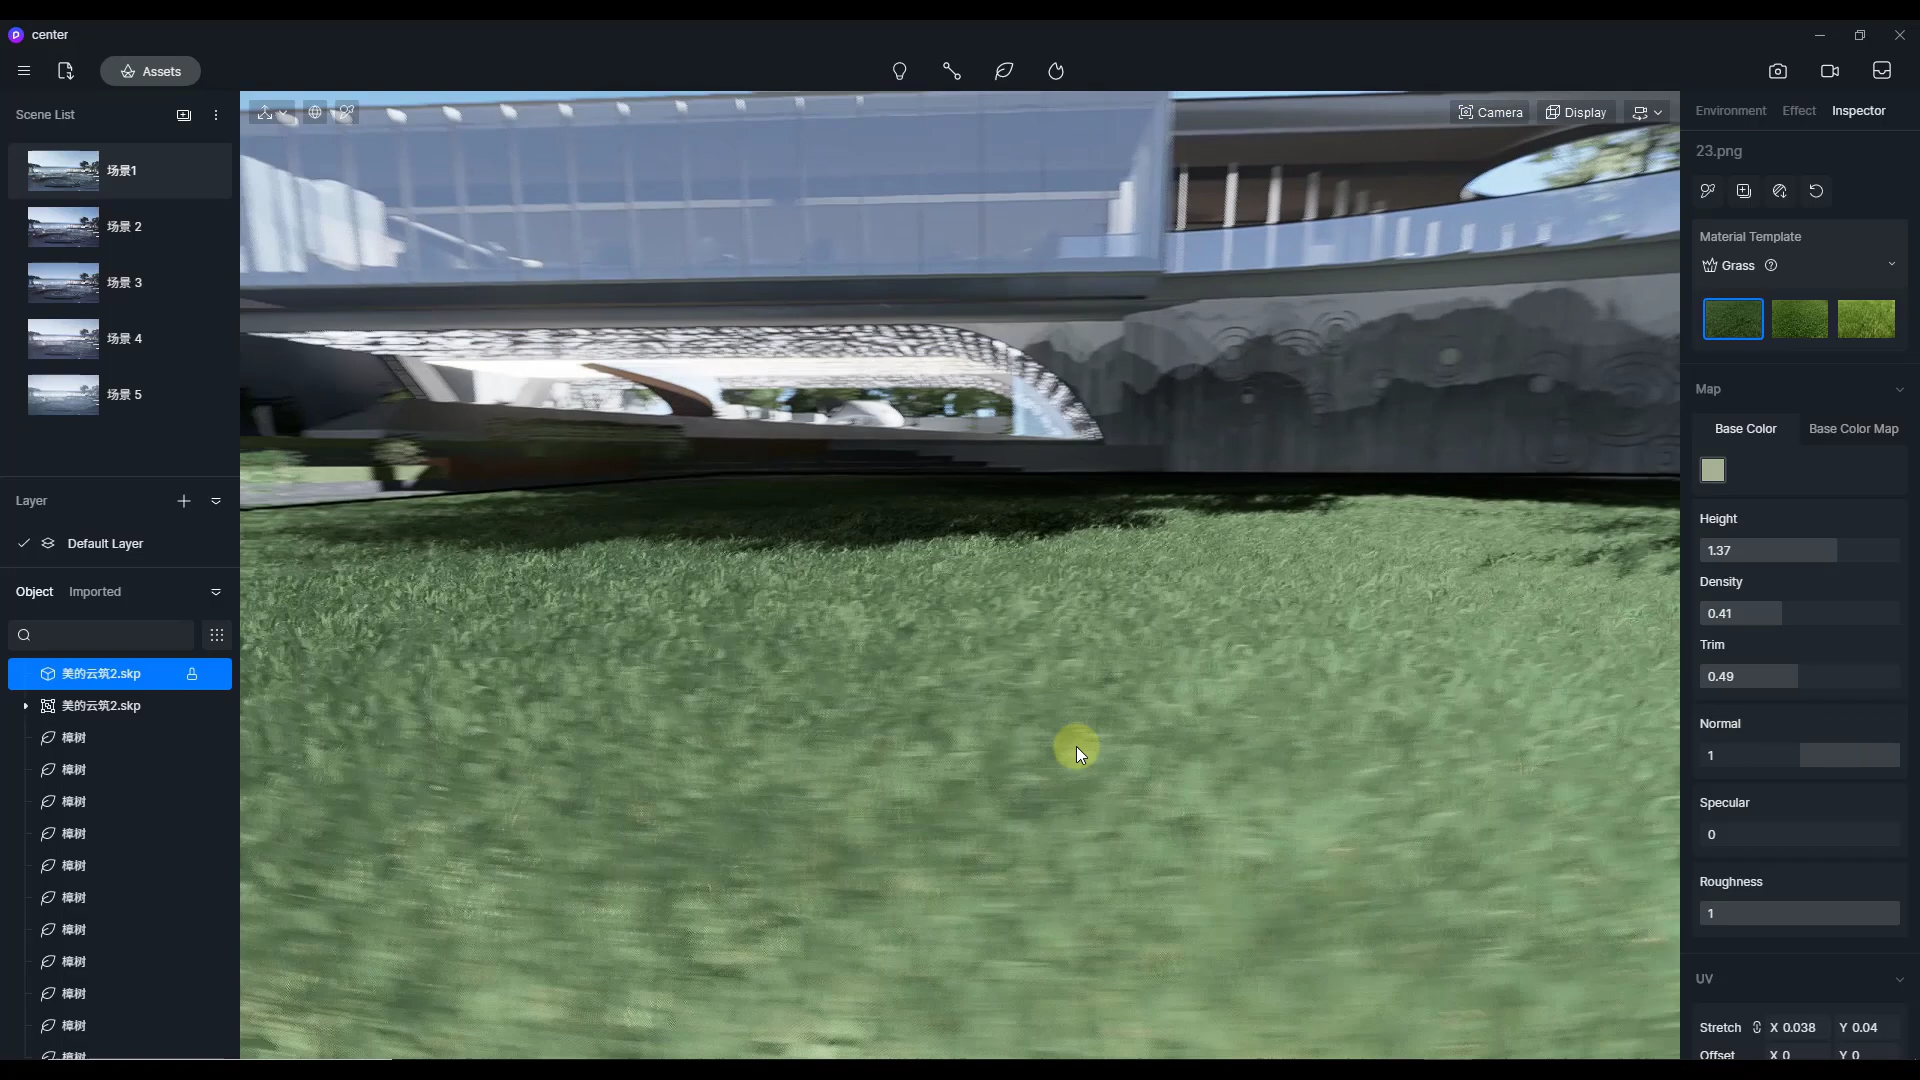 center
Assets
Scene List
场景1
场景 2
场景 3
场景 4
场景 5
Layer
Default Layer
Object
Imported
美的云筑2.skp
美的云筑2.skp
樟树
樟树
樟树
樟树
樟树
樟树
樟树
樟树
樟树
樟树
樟树
Camera
Display
Environment
Effect
Inspector
23.png
Material Template
Grass
Map
Base Color
Base Color Map
Height
1.37
Density
0.41
Trim
0.49
Normal
1
Specular
0
Roughness
1
UV
Stretch X 0.038 Y 0.04
Offset X 0 Y 0